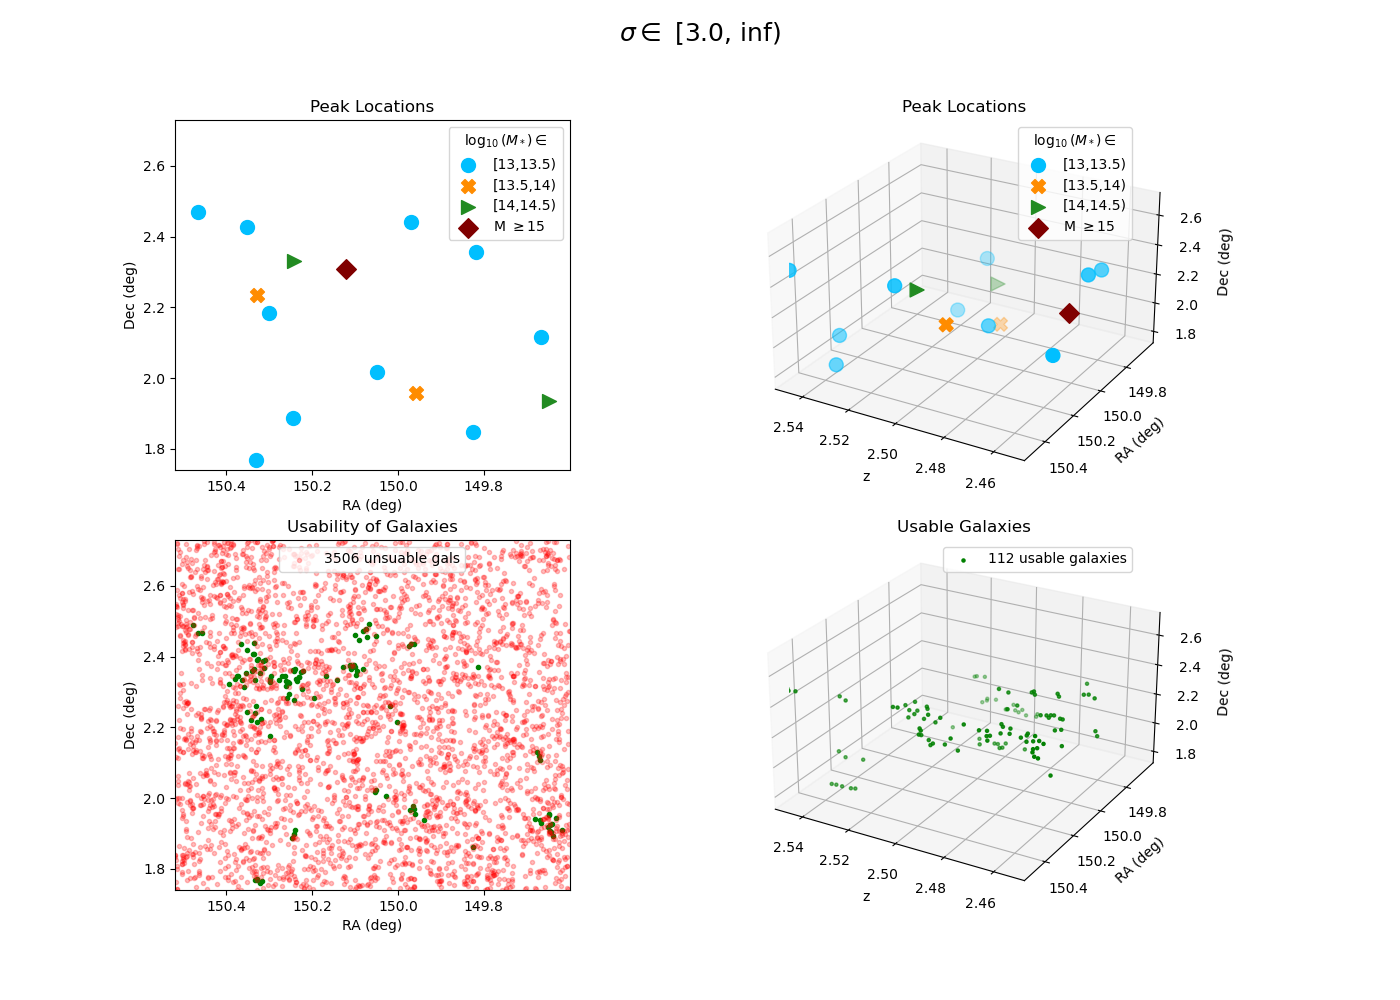 σ ∈ [3.0, inf)
Peak Locations
log₁₀(M*) ∈
[13,13.5)
[13.5,14)
[14,14.5)
M ≥15
2.6
2.4
2.2
2.0
1.8
Dec (deg)
150.4 150.2 150.0 149.8
RA (deg)
Peak Locations
log₁₀(M*) ∈
[13,13.5)
[13.5,14)
[14,14.5)
M ≥15
2.6
2.4
2.2
2.0
1.8
Dec (deg)
149.8
150.0
150.2
150.4
RA (deg)
2.54
2.52
2.50
2.48
2.46
z
Usability of Galaxies
3506 unsuable gals
2.6
2.4
2.2
2.0
1.8
Dec (deg)
150.4 150.2 150.0 149.8
RA (deg)
Usable Galaxies
112 usable galaxies
2.6
2.4
2.2
2.0
1.8
Dec (deg)
149.8
150.0
150.2
150.4
RA (deg)
2.54
2.52
2.50
2.48
2.46
z